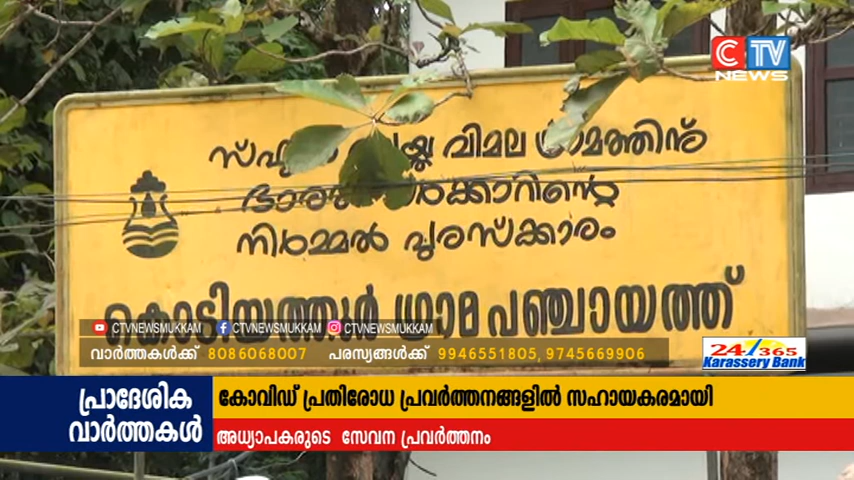 CTV
NEWS
വിമല ഗ്രാമത്തിനു
നിർമ്മൽ പുരസ്ക്കാരം
കൊടിയത്തൂർ ഗ്രാമ പഞ്ചായത്ത്
CTVNEWSMUKKAM CTVNEWSMUKKAM CTVNEWSMUKKAM
വാർത്തകൾക്ക് 8086068007 പരസ്യങ്ങൾക്ക് 9946551805, 9745669906
24/365
Karassery Bank
പ്രാദേശിക
വാർത്തകൾ
കോവിഡ് പ്രതിരോധ പ്രവർത്തനങ്ങളിൽ സഹായകരമായി
അധ്യാപകരുടെ സേവന പ്രവർത്തനം